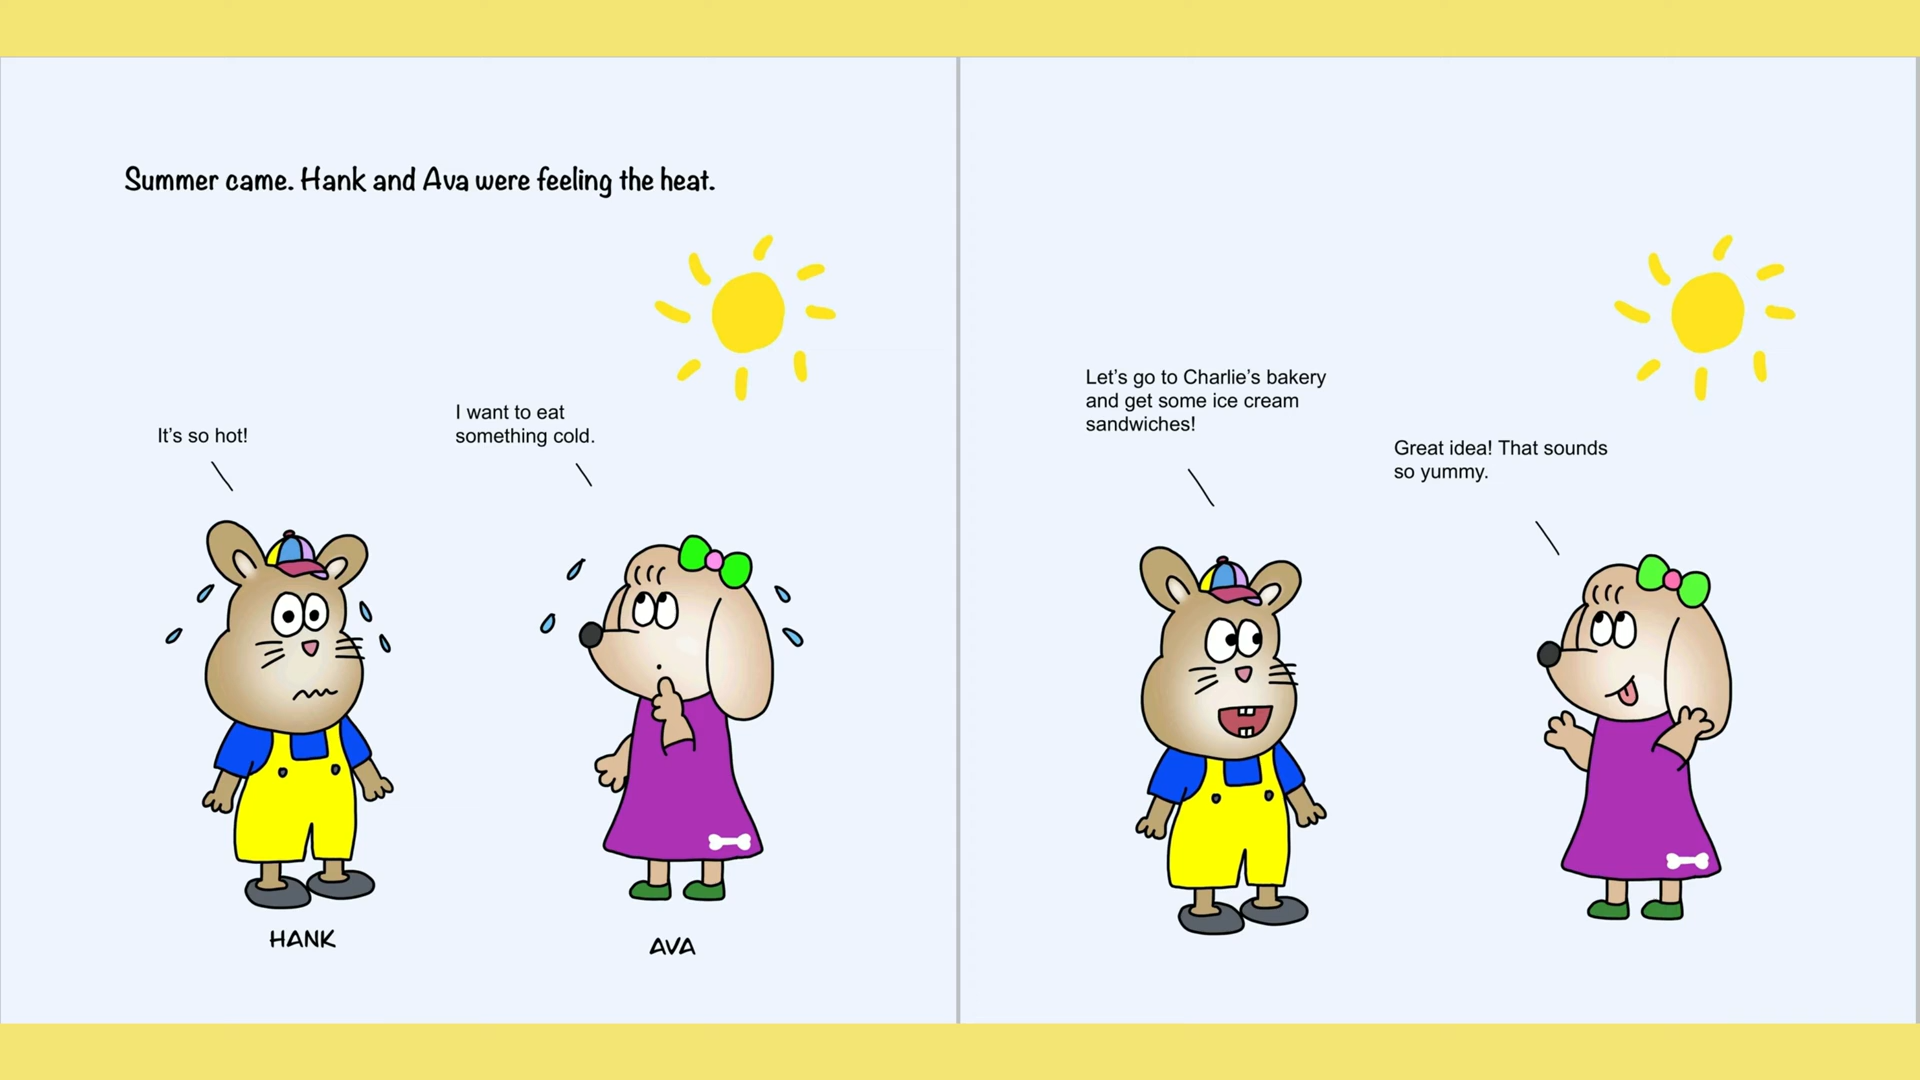 Summer came. Hank and Ava were feeling the heat.
It’s so hot!
I want to eat
something cold.
HANK
AVA
Let’s go to Charlie’s bakery
and get some ice cream
sandwiches!
Great idea! That sounds
so yummy.